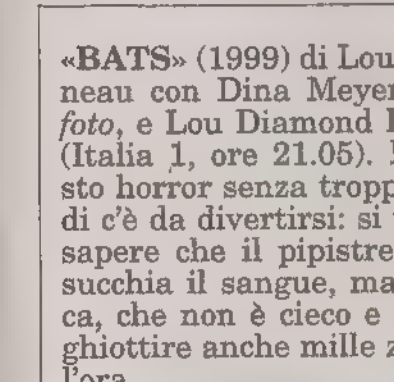 «BATS» (1999) di Lou
neau con Dina Meyer
foto, e Lou Diamond
(Italia 1, ore 21.05).
sto horror senza tropp
di c'è da divertirsi: si
sapere che il pipistre
succhia il sangue, ma
ca, che non è cieco e
ghiottire anche mille
l'ora